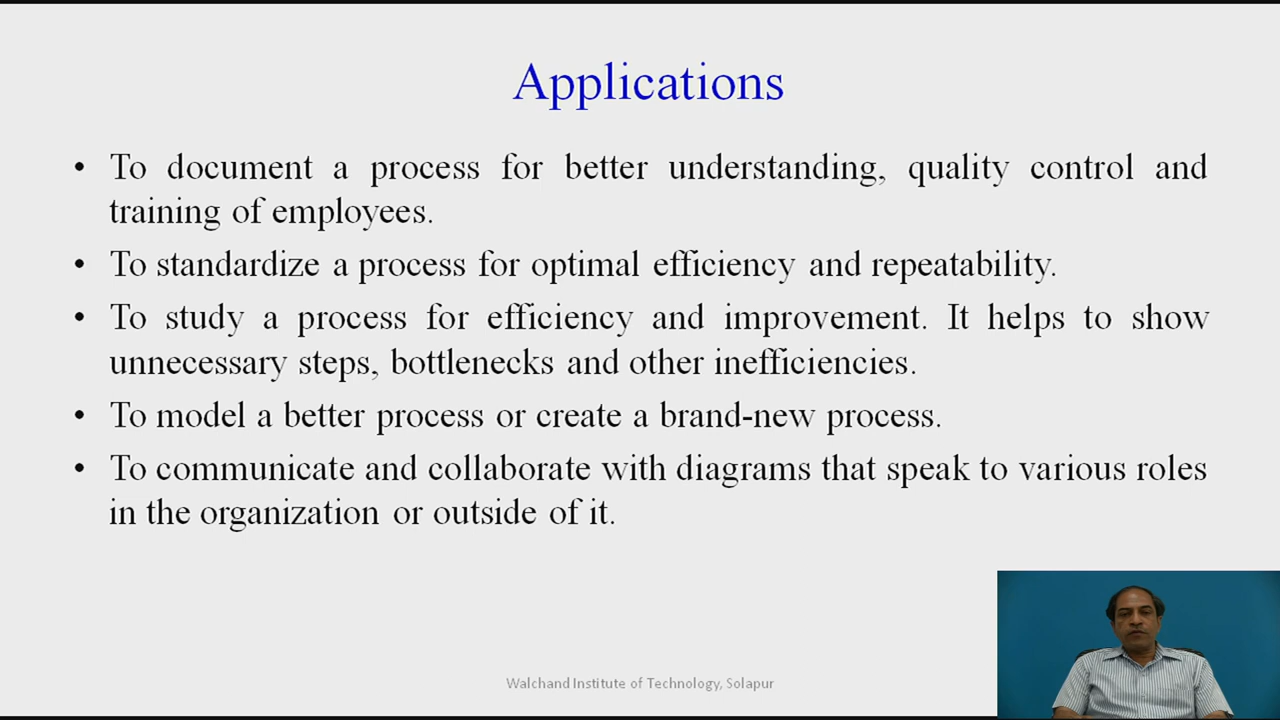 Applications
• To document a process for better understanding, quality control and
training of employees.
• To standardize a process for optimal efficiency and repeatability.
• To study a process for efficiency and improvement. It helps to show
unnecessary steps, bottlenecks and other inefficiencies.
• To model a better process or create a brand-new process.
• To communicate and collaborate with diagrams that speak to various roles
in the organization or outside of it.
Walchand Institute of Technology, Solapur